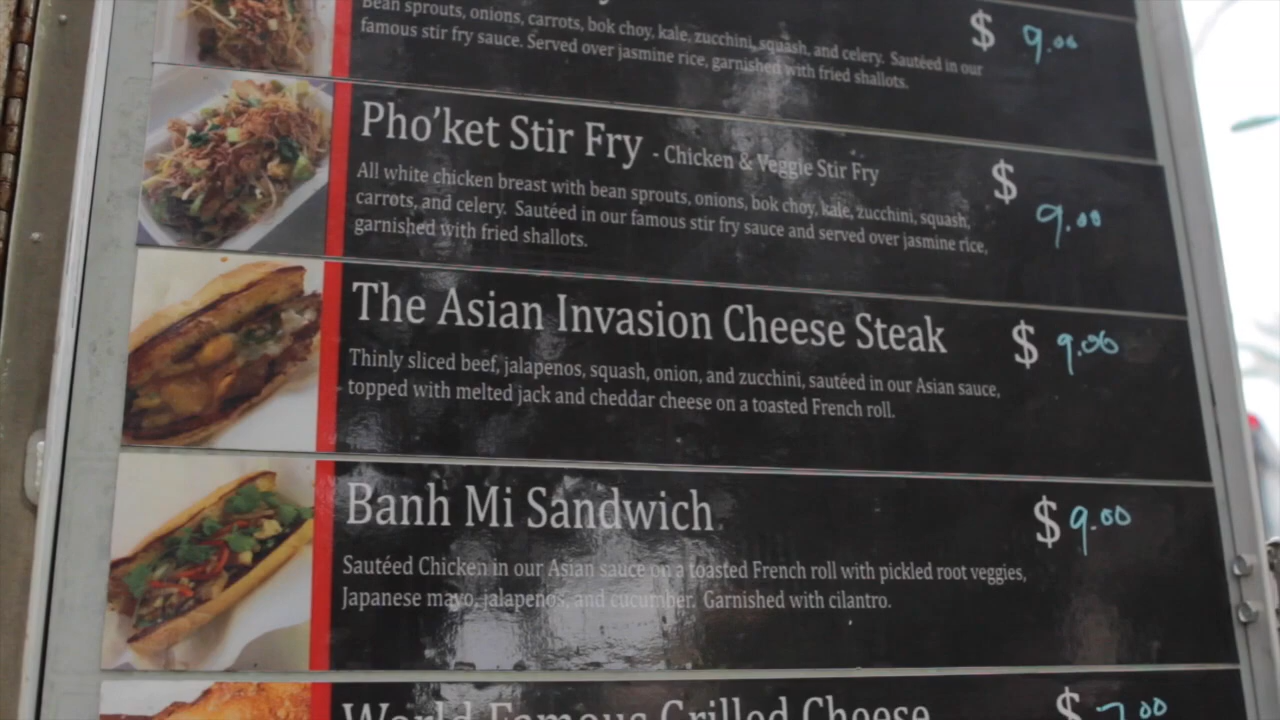 Bean sprouts, onions, carrots, bok choy, kale, zucchini, squash, and celery. Sautéed in our
famous stir fry sauce. Served over jasmine rice, garnished with fried shallots.
$ 9.00
Pho'ket Stir Fry - Chicken & Veggie Stir Fry
$ 9.00
All white chicken breast with bean sprouts, onions, bok choy, kale, zucchini, squash,
carrots, and celery. Sautéed in our famous stir fry sauce and served over jasmine rice,
garnished with fried shallots.
The Asian Invasion Cheese Steak
$ 9.00
Thinly sliced beef, jalapenos, squash, onion, and zucchini, sautéed in our Asian sauce,
topped with melted jack and cheddar cheese on a toasted French roll.
Banh Mi Sandwich
$ 9.00
Sautéed Chicken in our Asian sauce on a toasted French roll with pickled root veggies,
Japanese mayo, jalapenos, and cucumber. Garnished with cilantro.
World Famous Grilled Cheese
$ 7.00